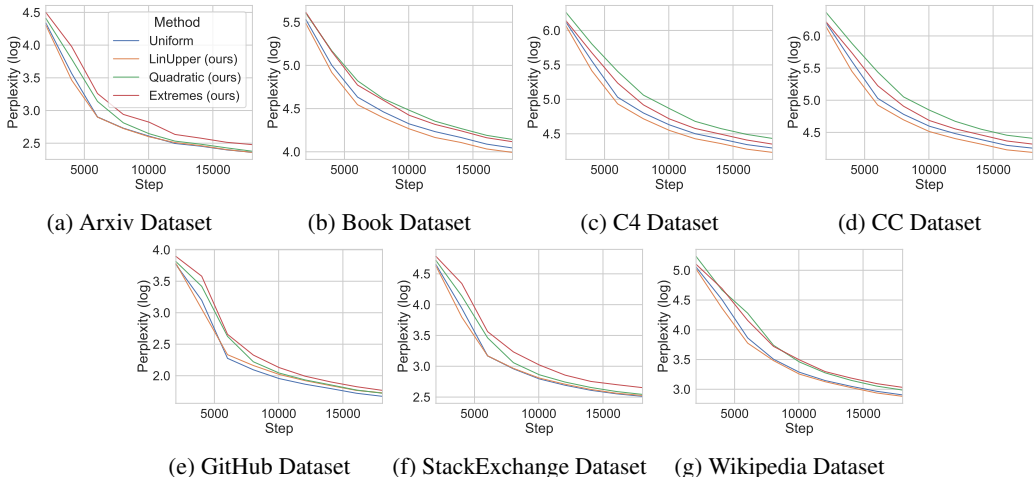 4.5
4.0
3.5
3.0
2.5
Perplexity (log)
5000
10000
15000
Step
Method
Uniform
LinUpper (ours)
Quadratic (ours)
Extremes (ours)
(a) Arxiv Dataset
5.5
5.0
4.5
4.0
Perplexity (log)
5000
10000
15000
Step
(b) Book Dataset
6.0
5.5
5.0
4.5
Perplexity (log)
5000
10000
15000
Step
(c) C4 Dataset
6.0
5.5
5.0
4.5
Perplexity (log)
5000
10000
15000
Step
(d) CC Dataset
4.0
3.5
3.0
2.5
2.0
Perplexity (log)
5000
10000
15000
Step
(e) GitHub Dataset
4.5
4.0
3.5
3.0
2.5
Perplexity (log)
5000
10000
15000
Step
(f) StackExchange Dataset
5.0
4.5
4.0
3.5
3.0
Perplexity (log)
5000
10000
15000
Step
(g) Wikipedia Dataset